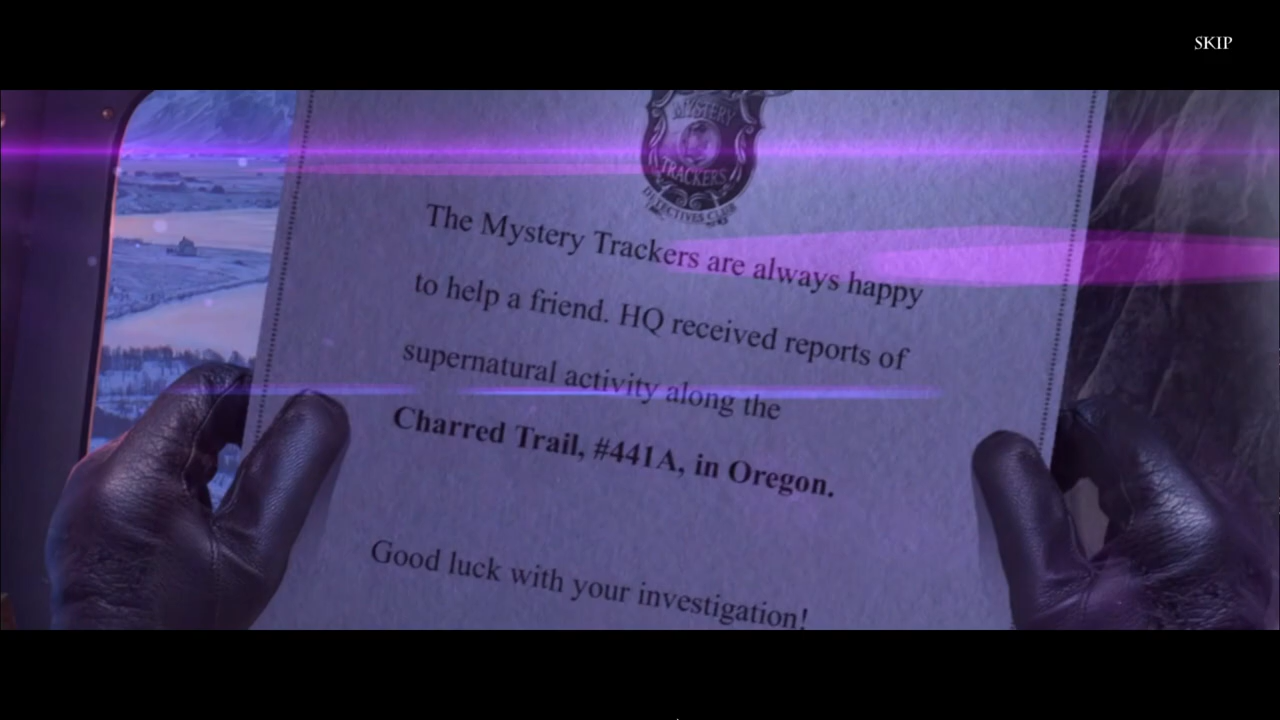 SKIP
MYSTERY
TRACKERS
DETECTIVES CLUB
The Mystery Trackers are always happy
to help a friend. HQ received reports of
supernatural activity along the
Charred Trail, #441A, in Oregon.
Good luck with your investigation!